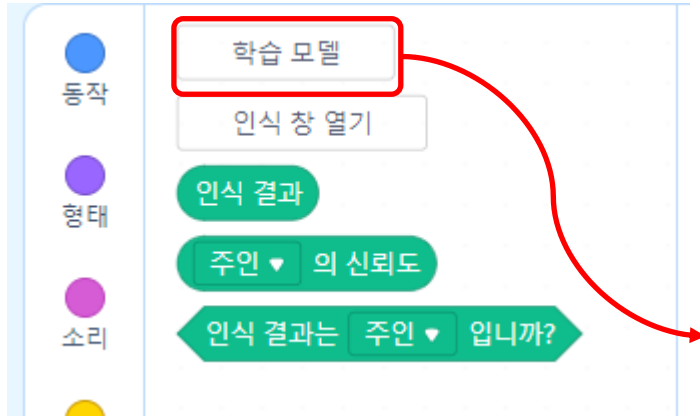 동작
형태
소리
학습 모델
인식 창 열기
인식 결과
주인 의 신뢰도
인식 결과는 주인 입니까?